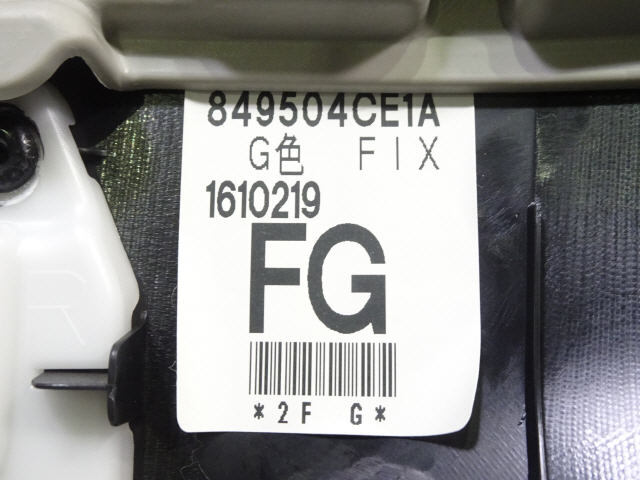 849504CE1A
G色 FIX
1610219
FG
*2F G*